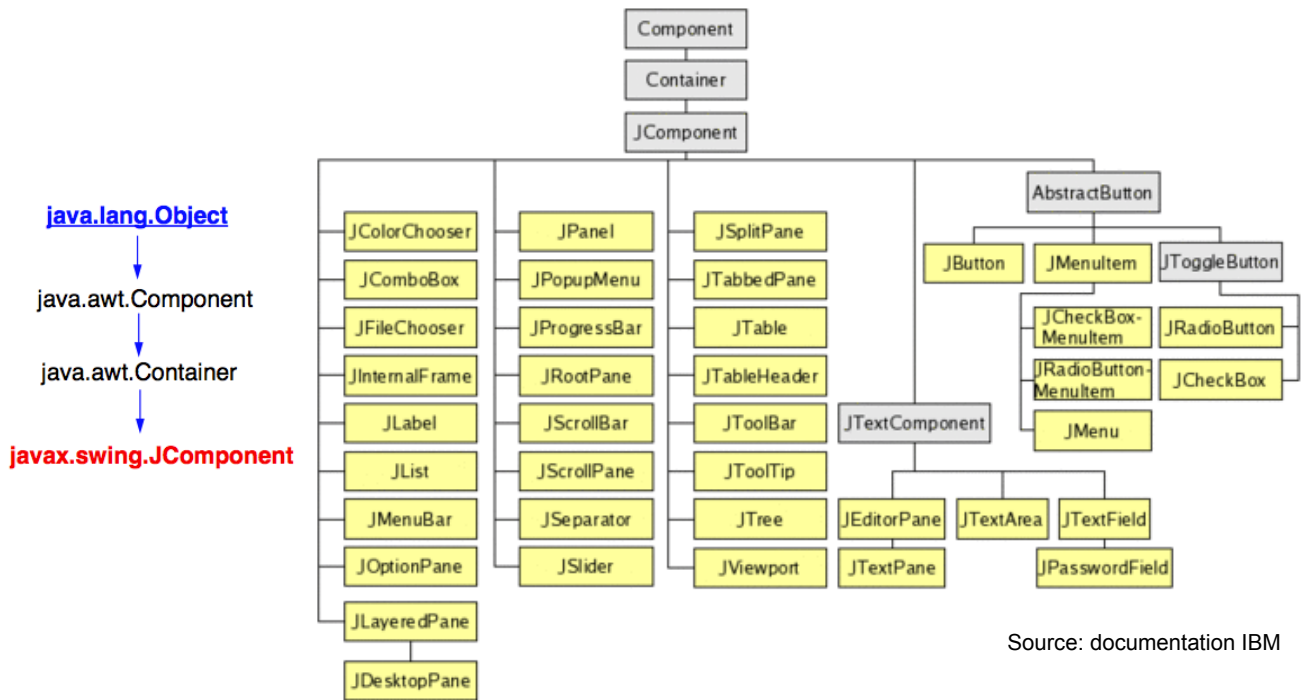 Component
Container
JComponent
java.lang.Object
java.awt.Component
java.awt.Container
javax.swing.JComponent
JColorChooser
JComboBox
JFileChooser
JInternalFrame
JLabel
JList
JMenuBar
JOptionPane
JLayeredPane
JDesktopPane
JPanel
JPopupMenu
JProgressBar
JRootPane
JScrollBar
JScrollPane
JSeparator
JSlider
JSplitPane
JTabbedPane
JTable
JTableHeader
JToolBar
JToolTip
JTree
JViewport
JTextComponent
JEditorPane
JTextArea
JTextField
JTextPane
JPasswordField
AbstractButton
JButton
JMenuItem
JToggleButton
JCheckBox-
MenuItem
JRadioButton-
MenuItem
JMenu
JRadioButton
JCheckBox
Source: documentation IBM